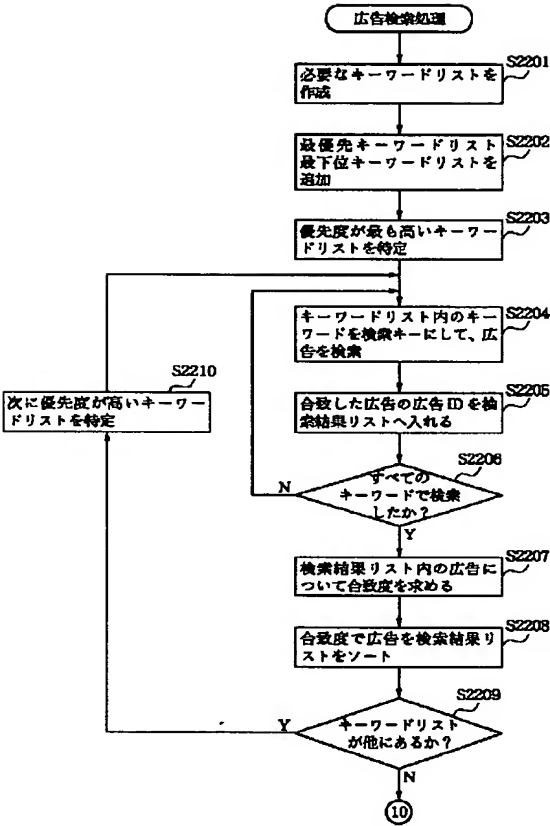 広告検索処理
S2201
必要なキーワードリストを
作成
S2202
最優先キーワードリスト
最下位キーワードリストを
追加
S2203
優先度が最も高いキーワー
ドリストを特定
S2204
キーワードリスト内のキー
ワードを検索キーにして、広
告を検索
S2210
次に優先度が高いキーワー
ドリストを特定
S2205
合致した広告の広告IDを検
索結果リストへ入れる
S2206
すべての
キーワードで検索
したか?
N
Y
S2207
検索結果リスト内の広告に
ついて合致度を求める
S2208
合致度で広告を検索結果リ
ストをソート
S2209
キーワードリスト
が他にあるか?
Y
N
10